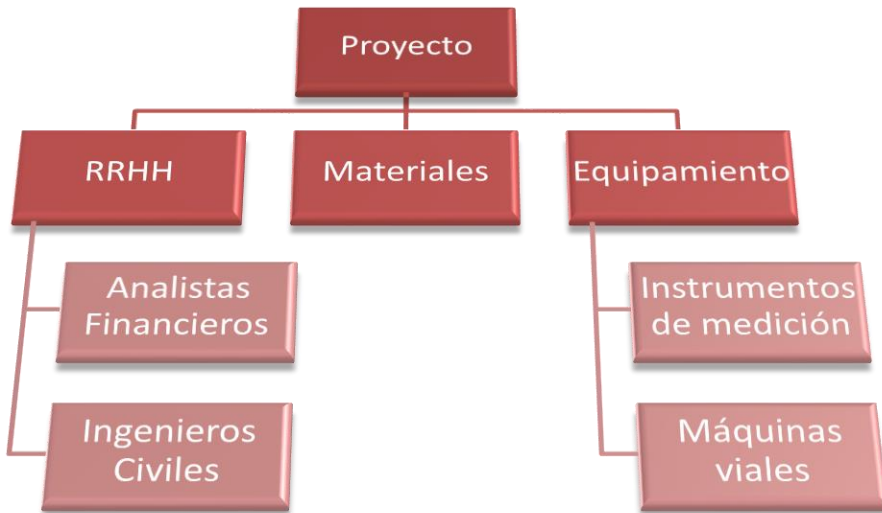 Proyecto
RRHH
Materiales
Equipamiento
Analistas
Financieros
Instrumentos
de medición
Ingenieros
Civiles
Máquinas
viales